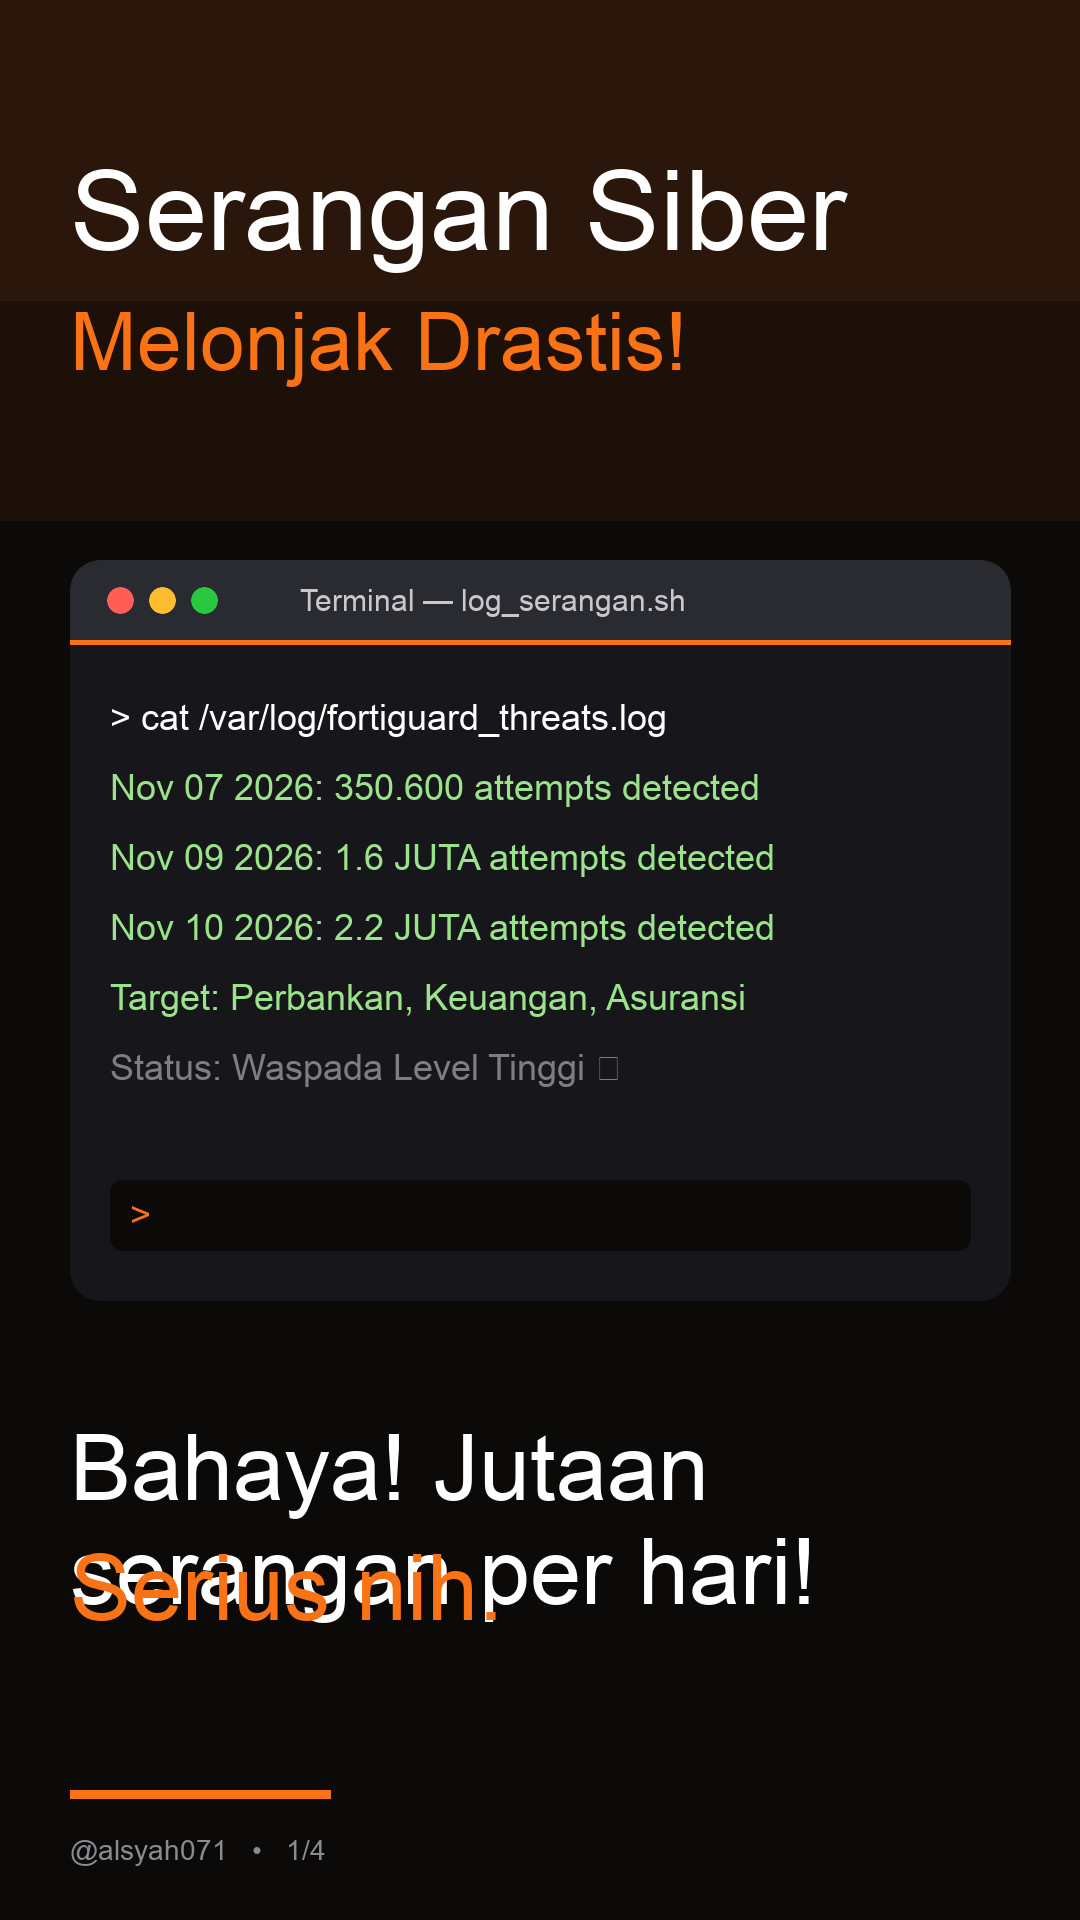 Serangan Siber
Melonjak Drastis!
Terminal — log_serangan.sh
> cat /var/log/fortiguard_threats.log
Nov 07 2026: 350.600 attempts detected
Nov 09 2026: 1.6 JUTA attempts detected
Nov 10 2026: 2.2 JUTA attempts detected
Target: Perbankan, Keuangan, Asuransi
Status: Waspada Level Tinggi
>
Bahaya! Jutaan
serangan per hari!
Serius nih.
@alsyah071 • 1/4